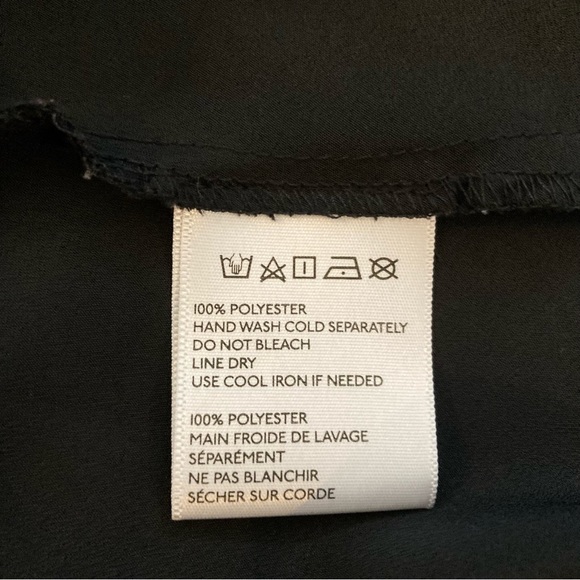 100% POLYESTER
HAND WASH COLD SEPARATELY
DO NOT BLEACH
LINE DRY
USE COOL IRON IF NEEDED
100% POLYESTER
MAIN FROIDE DE LAVAGE
SÉPARÉMENT
NE PAS BLANCHIR
SÉCHER SUR CORDE